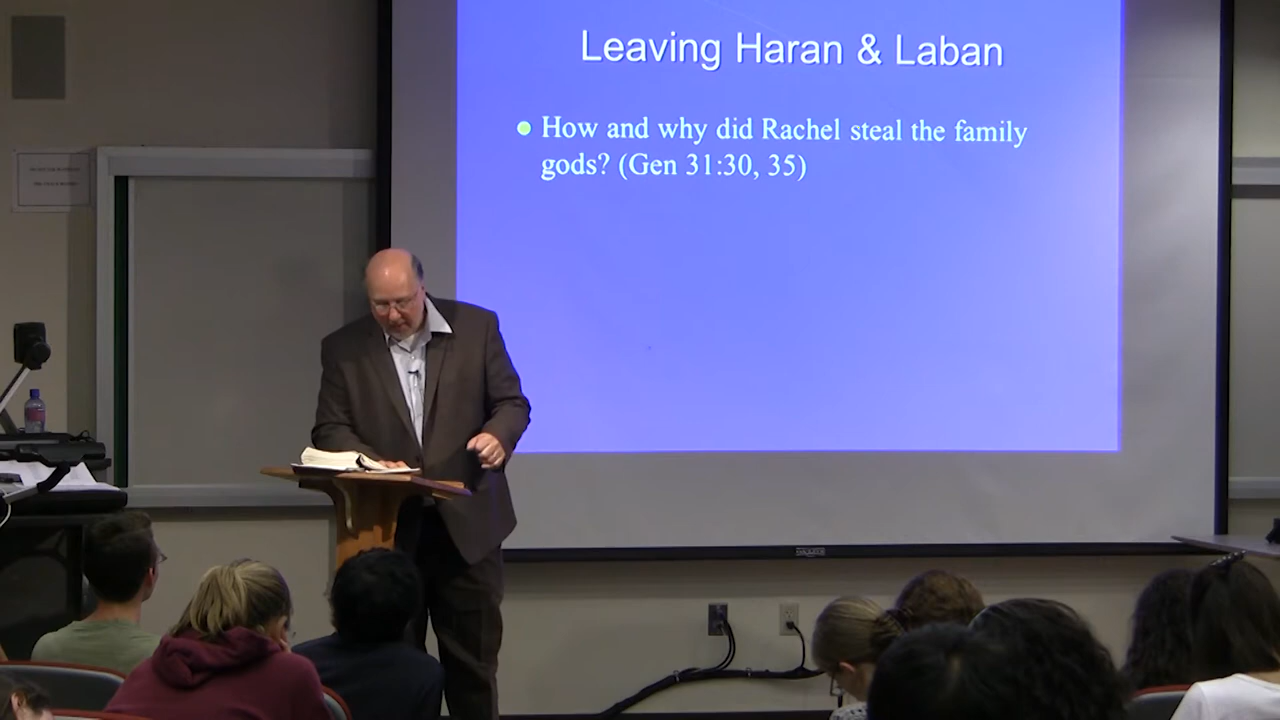 Leaving Haran & Laban
How and why did Rachel steal the family
gods? (Gen 31:30, 35)